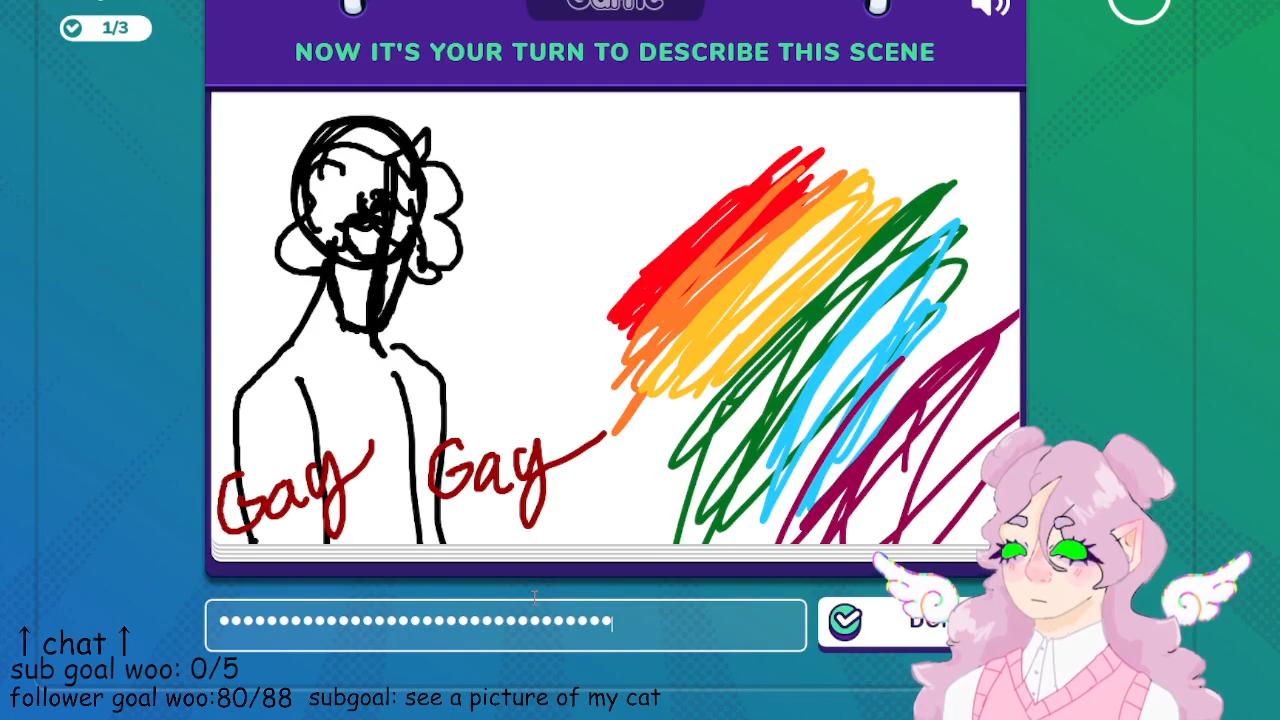 1/3
NOW IT'S YOUR TURN TO DESCRIBE THIS SCENE
Gay Gay
••••••••••••••••••••••••••••••••••
↑ chat ↑
sub goal woo: 0/5
follower goal woo:80/88 subgoal: see a picture of my cat